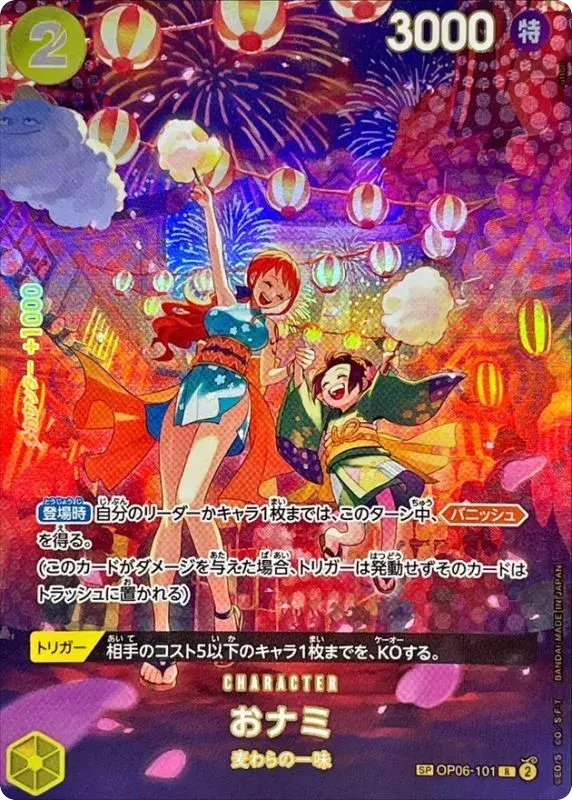 2
3000
特
カウンター+1000
登場時 自分のリーダーかキャラ1枚までは、このターン中、バニッシュ
を得る。
(このカードがダメージを与えた場合、トリガーは発動せずそのカードは
トラッシュに置かれる)
トリガー 相手のコスト5以下のキャラ1枚までを、KOする。
CHARACTER
おナミ
麦わらの一味
SP OP06-101 R 2
©E.O./S. ©O./S.,F.,T. BANDAI MADE IN JAPAN